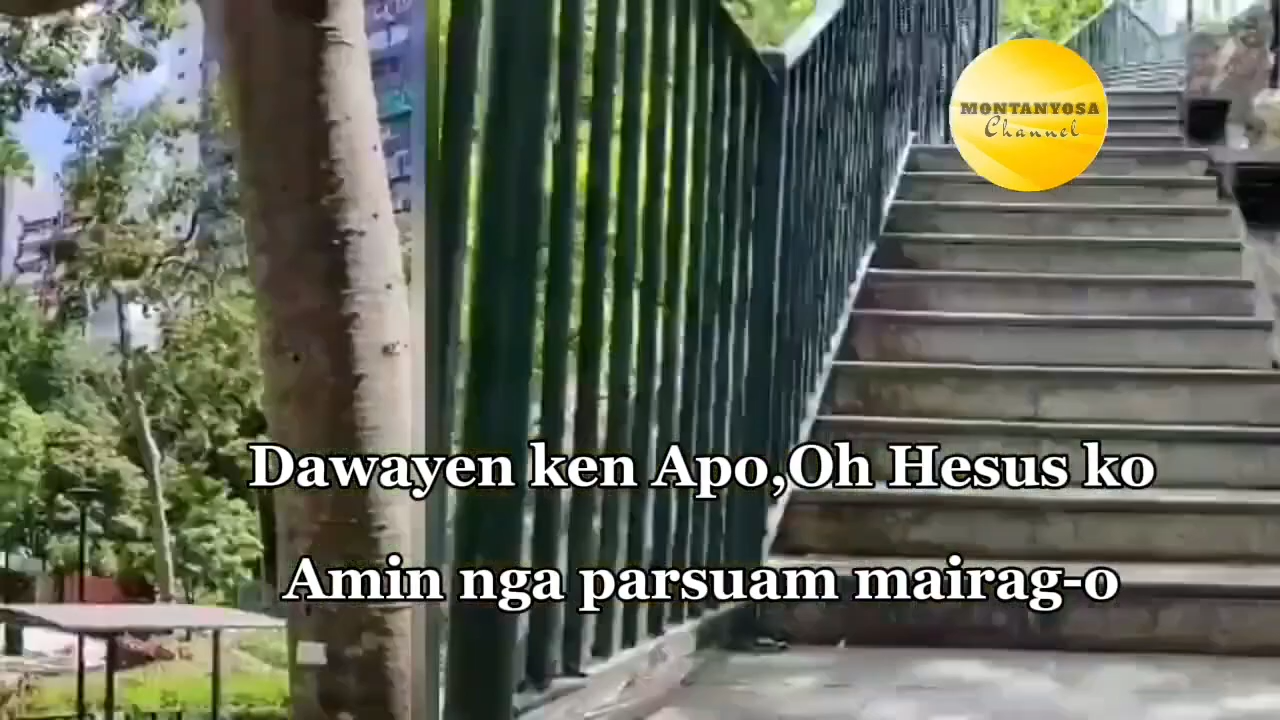 MONTANYOSA
Channel
Dawayen ken Apo,Oh Hesus ko
Amin nga parsuam mairag-o